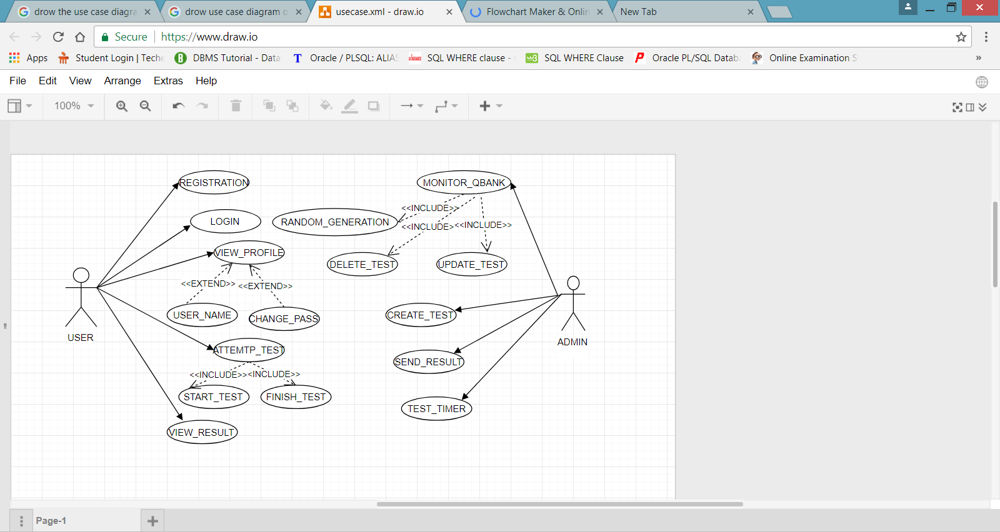 drow the use case diagra
drow use case diagram o
usecase.xml - draw.io
Flowchart Maker & Onlin
New Tab
Secure
https://www.draw.io
Apps
Student Login | Teche
DBMS Tutorial - Data
Oracle / PLSQL: ALIAS
SQL WHERE clause -
SQL WHERE Clause
Oracle PL/SQL Datab
Online Examination S
File Edit View Arrange Extras Help
100%
REGISTRATION
MONITOR_QBANK
<<INCLUDE>>
LOGIN
RANDOM_GENERATION
<<INCLUDE>
<<INCLUDE>>
VIEW_PROFILE
DELETE_TEST
UPDATE_TEST
<<EXTEND>>
<<EXTEND>>
USER_NAME
CHANGE_PASS
CREATE_TEST
USER
ADMIN
ATTEMTP_TEST
SEND_RESULT
<<INCLUDE>>
<INCLUDE>>
START_TEST
FINISH_TEST
TEST_TIMER
VIEW_RESULT
Page-1